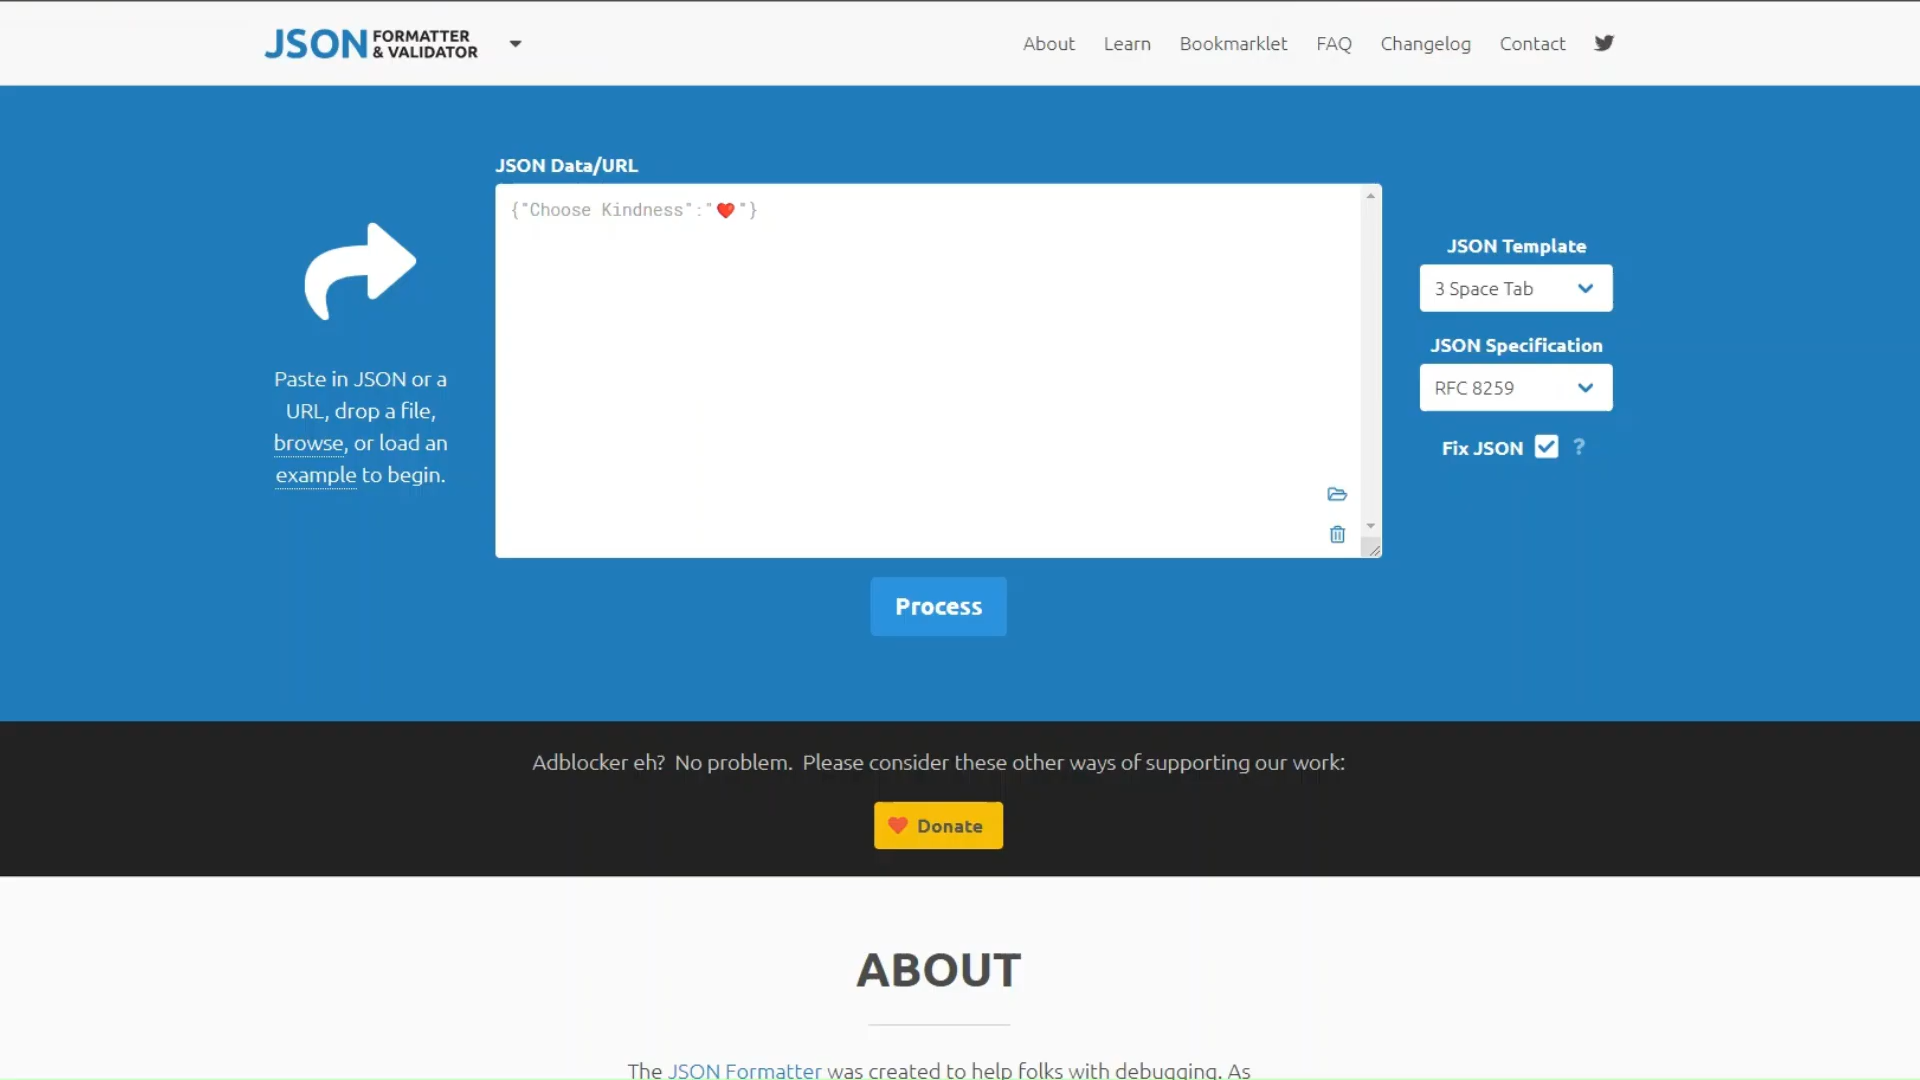 JSON FORMATTER & VALIDATOR
About Learn Bookmarklet FAQ Changelog Contact
JSON Data/URL
{"Choose Kindness":"❤️"}
Paste in JSON or a
URL, drop a file,
browse, or load an
example to begin.
JSON Template
3 Space Tab
JSON Specification
RFC 8259
Fix JSON ?
Process
Adblocker eh? No problem. Please consider these other ways of supporting our work:
Donate
ABOUT
The JSON Formatter was created to help folks with debugging. As